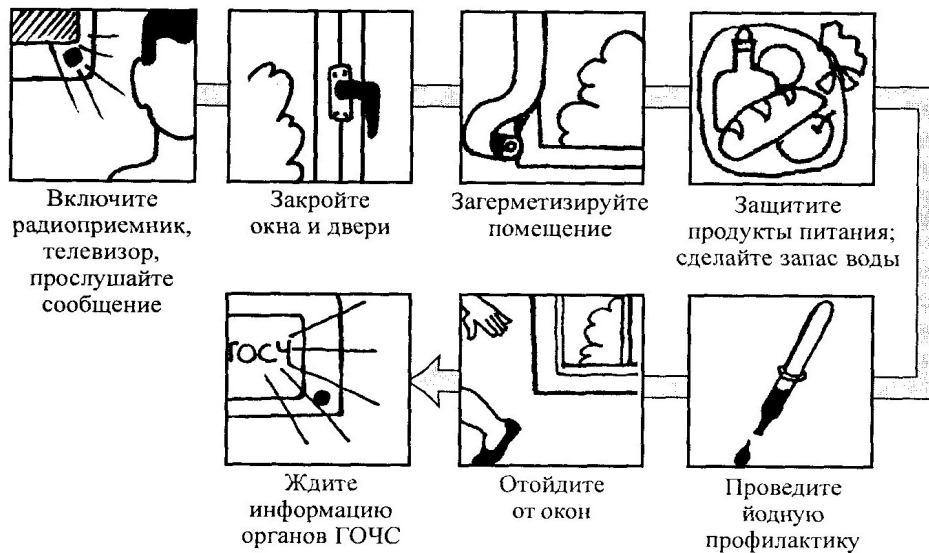 Включите
радиоприемник,
телевизор,
прослушайте
сообщение
Закройте
окна и двери
Загерметизируйте
помещение
Защитите
продукты питания;
сделайте запас воды
Проведите
йодную
профилактику
Отойдите
от окон
ГОСЧ
Ждите
информацию
органов ГОЧС